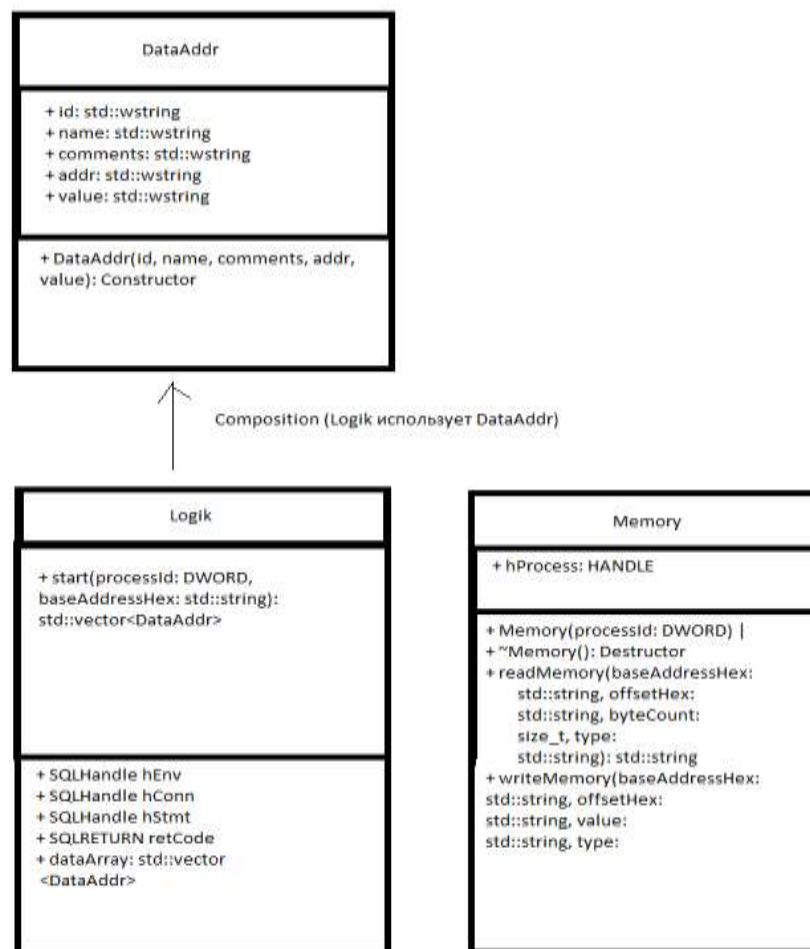 DataAddr
+ id: std::wstring
+ name: std::wstring
+ comments: std::wstring
+ addr: std::wstring
+ value: std::wstring
+ DataAddr(id, name, comments, addr,
value): Constructor
Composition (Logik использует DataAddr)
Logik
+ start(processId: DWORD,
baseAddressHex: std::string):
std::vector<DataAddr>
+ SQLHandle hEnv
+ SQLHandle hConn
+ SQLHandle hStmt
+ SQLRETURN retCode
+ dataArray: std::vector
<DataAddr>
Memory
+ hProcess: HANDLE
+ Memory(processId: DWORD) |
+ ~Memory(): Destructor
+ readMemory(baseAddressHex:
std::string, offsetHex:
std::string, byteCount:
size_t, type:
std::string): std::string
+ writeMemory(baseAddressHex:
std::string, offsetHex:
std::string, value:
std::string, type: